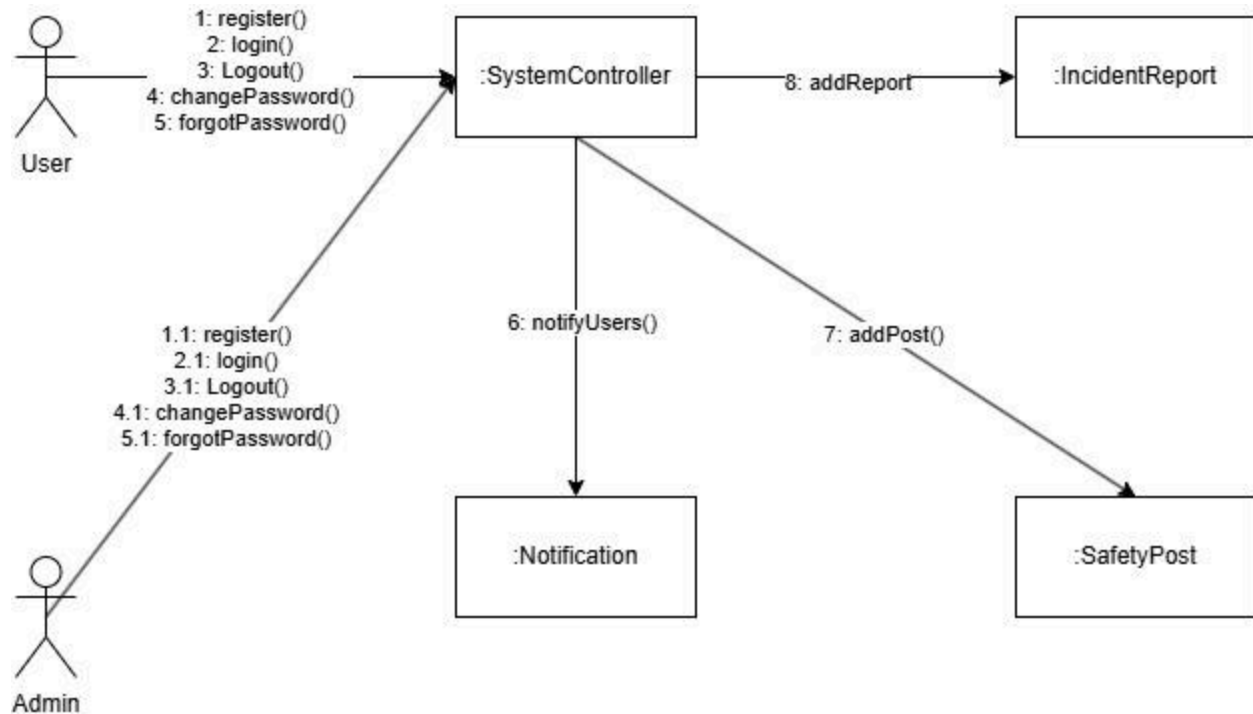 1: register()
2: login()
3: Logout()
4: changePassword()
5: forgotPassword()
User
:SystemController
8: addReport
:IncidentReport
6: notifyUsers()
7: addPost()
1.1: register()
2.1: login()
3.1: Logout()
4.1: changePassword()
5.1: forgotPassword()
:Notification
:SafetyPost
Admin